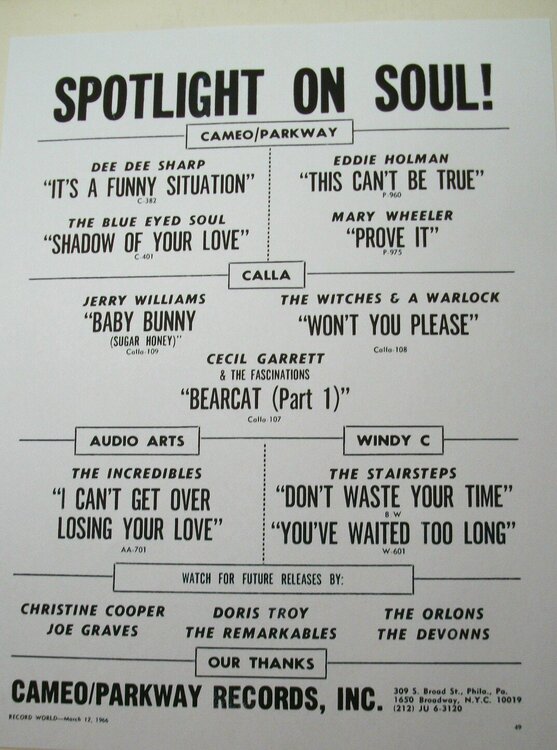 SPOTLIGHT ON SOUL!
CAMEO/PARKWAY
DEE DEE SHARP
"IT'S A FUNNY SITUATION"
C-382
THE BLUE EYED SOUL
"SHADOW OF YOUR LOVE"
C-401
EDDIE HOLMAN
"THIS CAN'T BE TRUE"
P-960
MARY WHEELER
"PROVE IT"
P-975
CALLA
JERRY WILLIAMS
"BABY BUNNY
(SUGAR HONEY)"
Calla-109
THE WITCHES & A WARLOCK
"WON'T YOU PLEASE"
Calla-108
CECIL GARRETT
& THE FASCINATIONS
"BEARCAT (Part 1)"
Calla 107
AUDIO ARTS
THE INCREDIBLES
"I CAN'T GET OVER
LOSING YOUR LOVE"
AA-701
WINDY C
THE STAIRSTEPS
"DON'T WASTE YOUR TIME"
B W
"YOU'VE WAITED TOO LONG"
W-601
WATCH FOR FUTURE RELEASES BY:
CHRISTINE COOPER
JOE GRAVES
DORIS TROY
THE REMARKABLES
THE ORLONS
THE DEVONNS
OUR THANKS
CAMEO/PARKWAY RECORDS, INC.
309 S. Broad St., Phila., Pa.
1650 Broadway, N.Y.C. 10019
(212) JU 6-3120
RECORD WORLD—March 12, 1966
49